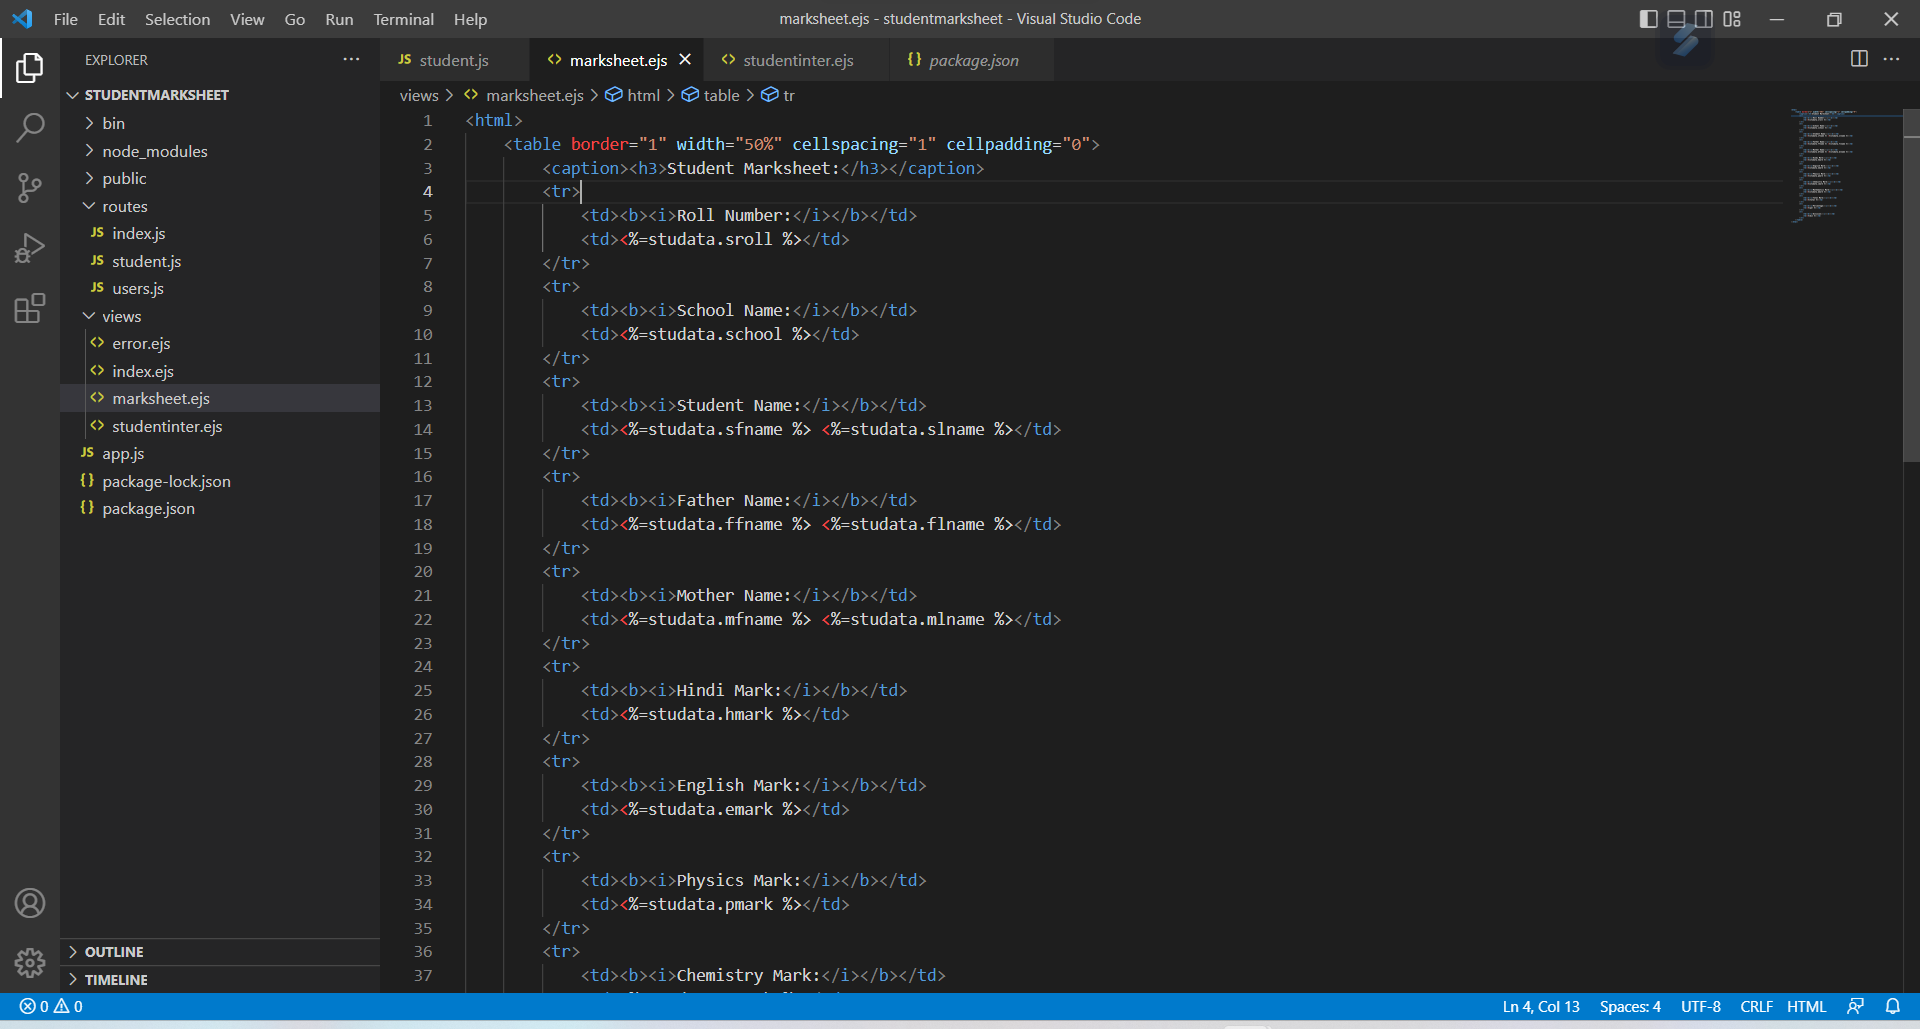 File Edit Selection View Go Run Terminal Help
marksheet.ejs - studentmarksheet - Visual Studio Code
EXPLORER
STUDENTMARKSHEET
bin
node_modules
public
routes
JS index.js
JS student.js
JS users.js
views
<> error.ejs
<> index.ejs
<> marksheet.ejs
<> studentinter.ejs
JS app.js
{} package-lock.json
{} package.json
OUTLINE
TIMELINE
JS student.js <> marksheet.ejs <> studentinter.ejs {} package.json
views > <> marksheet.ejs > html > table > tr
1 <html>
2 <table border="1" width="50%" cellspacing="1" cellpadding="0">
3 <caption><h3>Student Marksheet:</h3></caption>
4 <tr>
5 <td><b><i>Roll Number:</i></b></td>
6 <td><%=studata.sroll %></td>
7 </tr>
8 <tr>
9 <td><b><i>School Name:</i></b></td>
10 <td><%=studata.school %></td>
11 </tr>
12 <tr>
13 <td><b><i>Student Name:</i></b></td>
14 <td><%=studata.sfname %> <%=studata.slname %></td>
15 </tr>
16 <tr>
17 <td><b><i>Father Name:</i></b></td>
18 <td><%=studata.ffname %> <%=studata.flname %></td>
19 </tr>
20 <tr>
21 <td><b><i>Mother Name:</i></b></td>
22 <td><%=studata.mfname %> <%=studata.mlname %></td>
23 </tr>
24 <tr>
25 <td><b><i>Hindi Mark:</i></b></td>
26 <td><%=studata.hmark %></td>
27 </tr>
28 <tr>
29 <td><b><i>English Mark:</i></b></td>
30 <td><%=studata.emark %></td>
31 </tr>
32 <tr>
33 <td><b><i>Physics Mark:</i></b></td>
34 <td><%=studata.pmark %></td>
35 </tr>
36 <tr>
37 <td><b><i>Chemistry Mark:</i></b></td>
0 0 Ln 4, Col 13 Spaces: 4 UTF-8 CRLF HTML